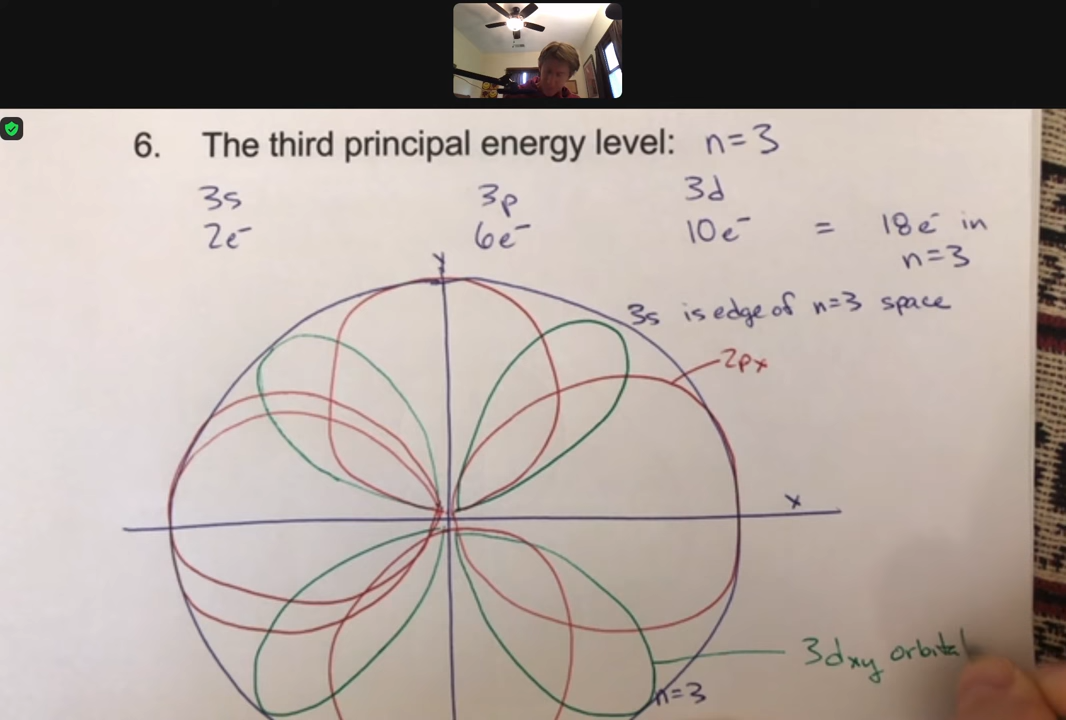 6. The third principal energy level: n=3
3s 3p 3d
2e⁻ 6e⁻ 10e⁻ = 18e⁻ in
n=3
y
3s is edge of n=3 space
2px
x
3dxy orbital
n=3